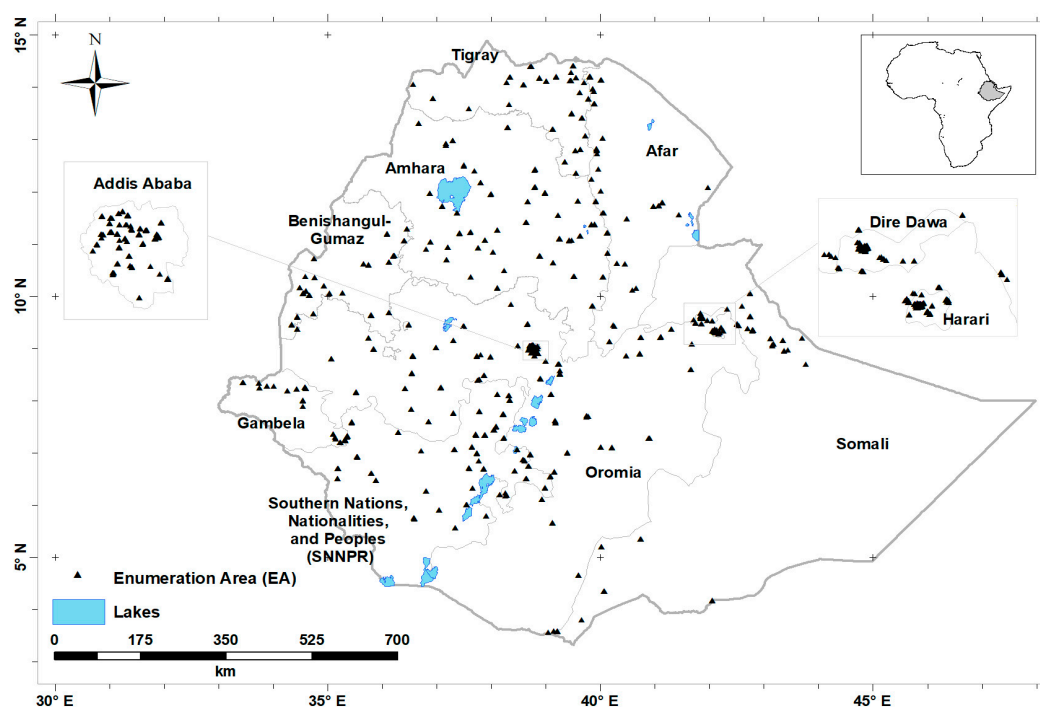 15° N
N
Tigray
Afar
Addis Ababa
Amhara
Dire Dawa
Benishangul-
Gumaz
10° N
Harari
Gambela
Somali
Oromia
Southern Nations,
Nationalities,
and Peoples
(SNNPR)
5° N
Enumeration Area (EA)
Lakes
0 175 350 525 700
km
30° E 35° E 40° E 45° E